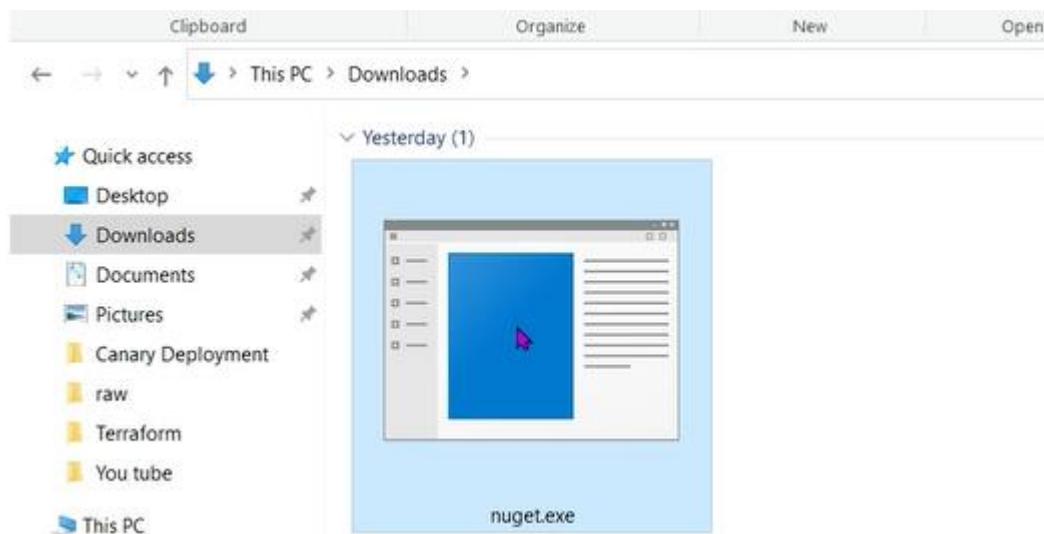 Clipboard Organize New Open
This PC > Downloads >
Yesterday (1)
Quick access
Desktop
Downloads
Documents
Pictures
Canary Deployment
raw
Terraform
You tube
This PC
nuget.exe